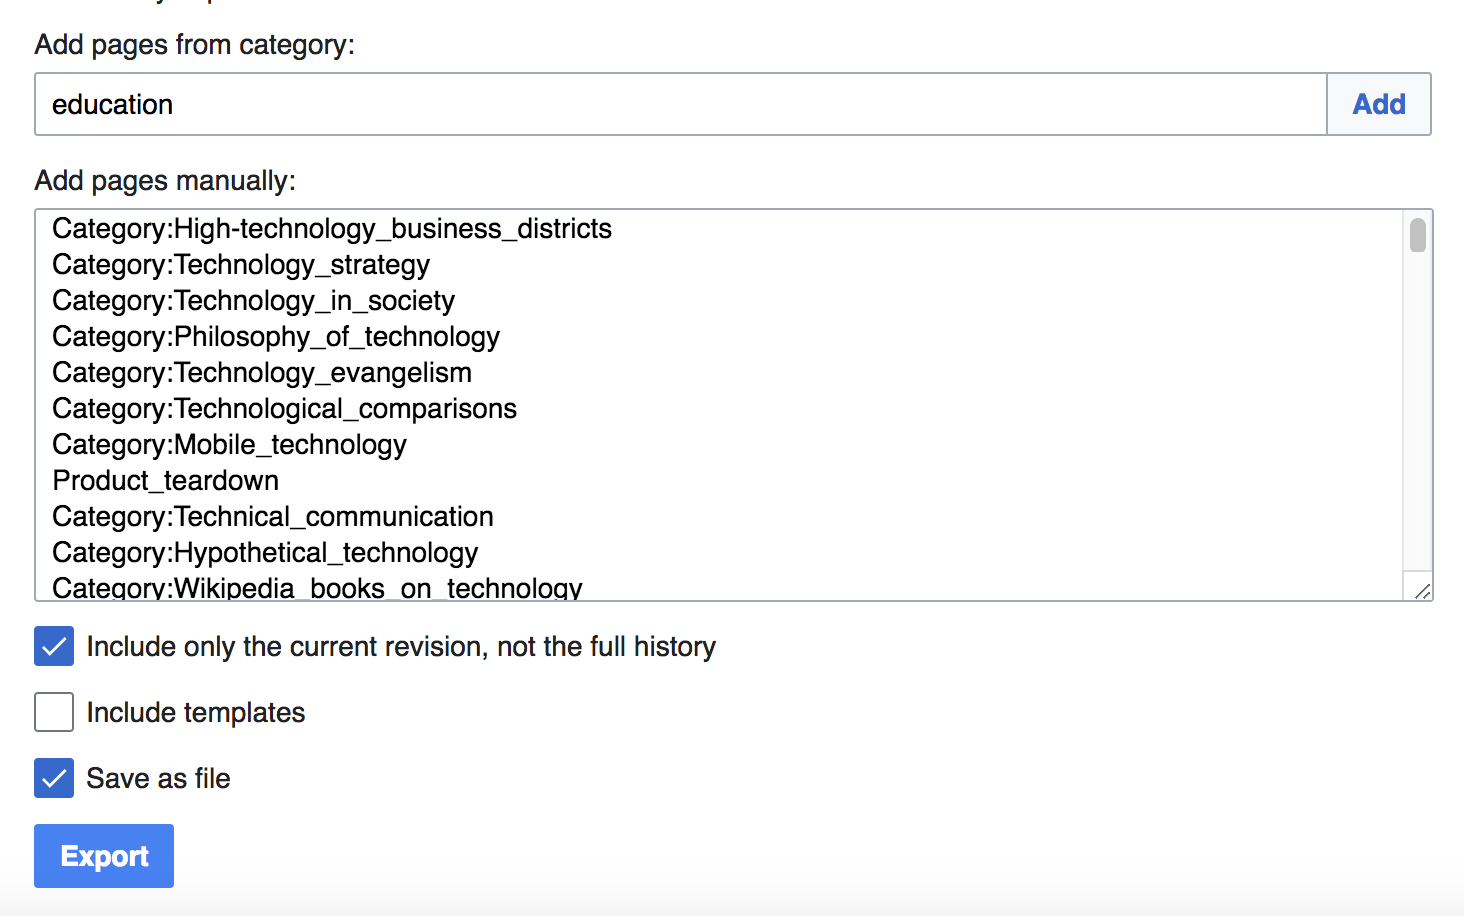 Add pages from category:
education
Add
Add pages manually:
Category:High-technology_business_districts
Category:Technology_strategy
Category:Technology_in_society
Category:Philosophy_of_technology
Category:Technology_evangelism
Category:Technological_comparisons
Category:Mobile_technology
Product_teardown
Category:Technical_communication
Category:Hypothetical_technology
Category:Wikipedia_books_on_technology
Include only the current revision, not the full history
Include templates
Save as file
Export